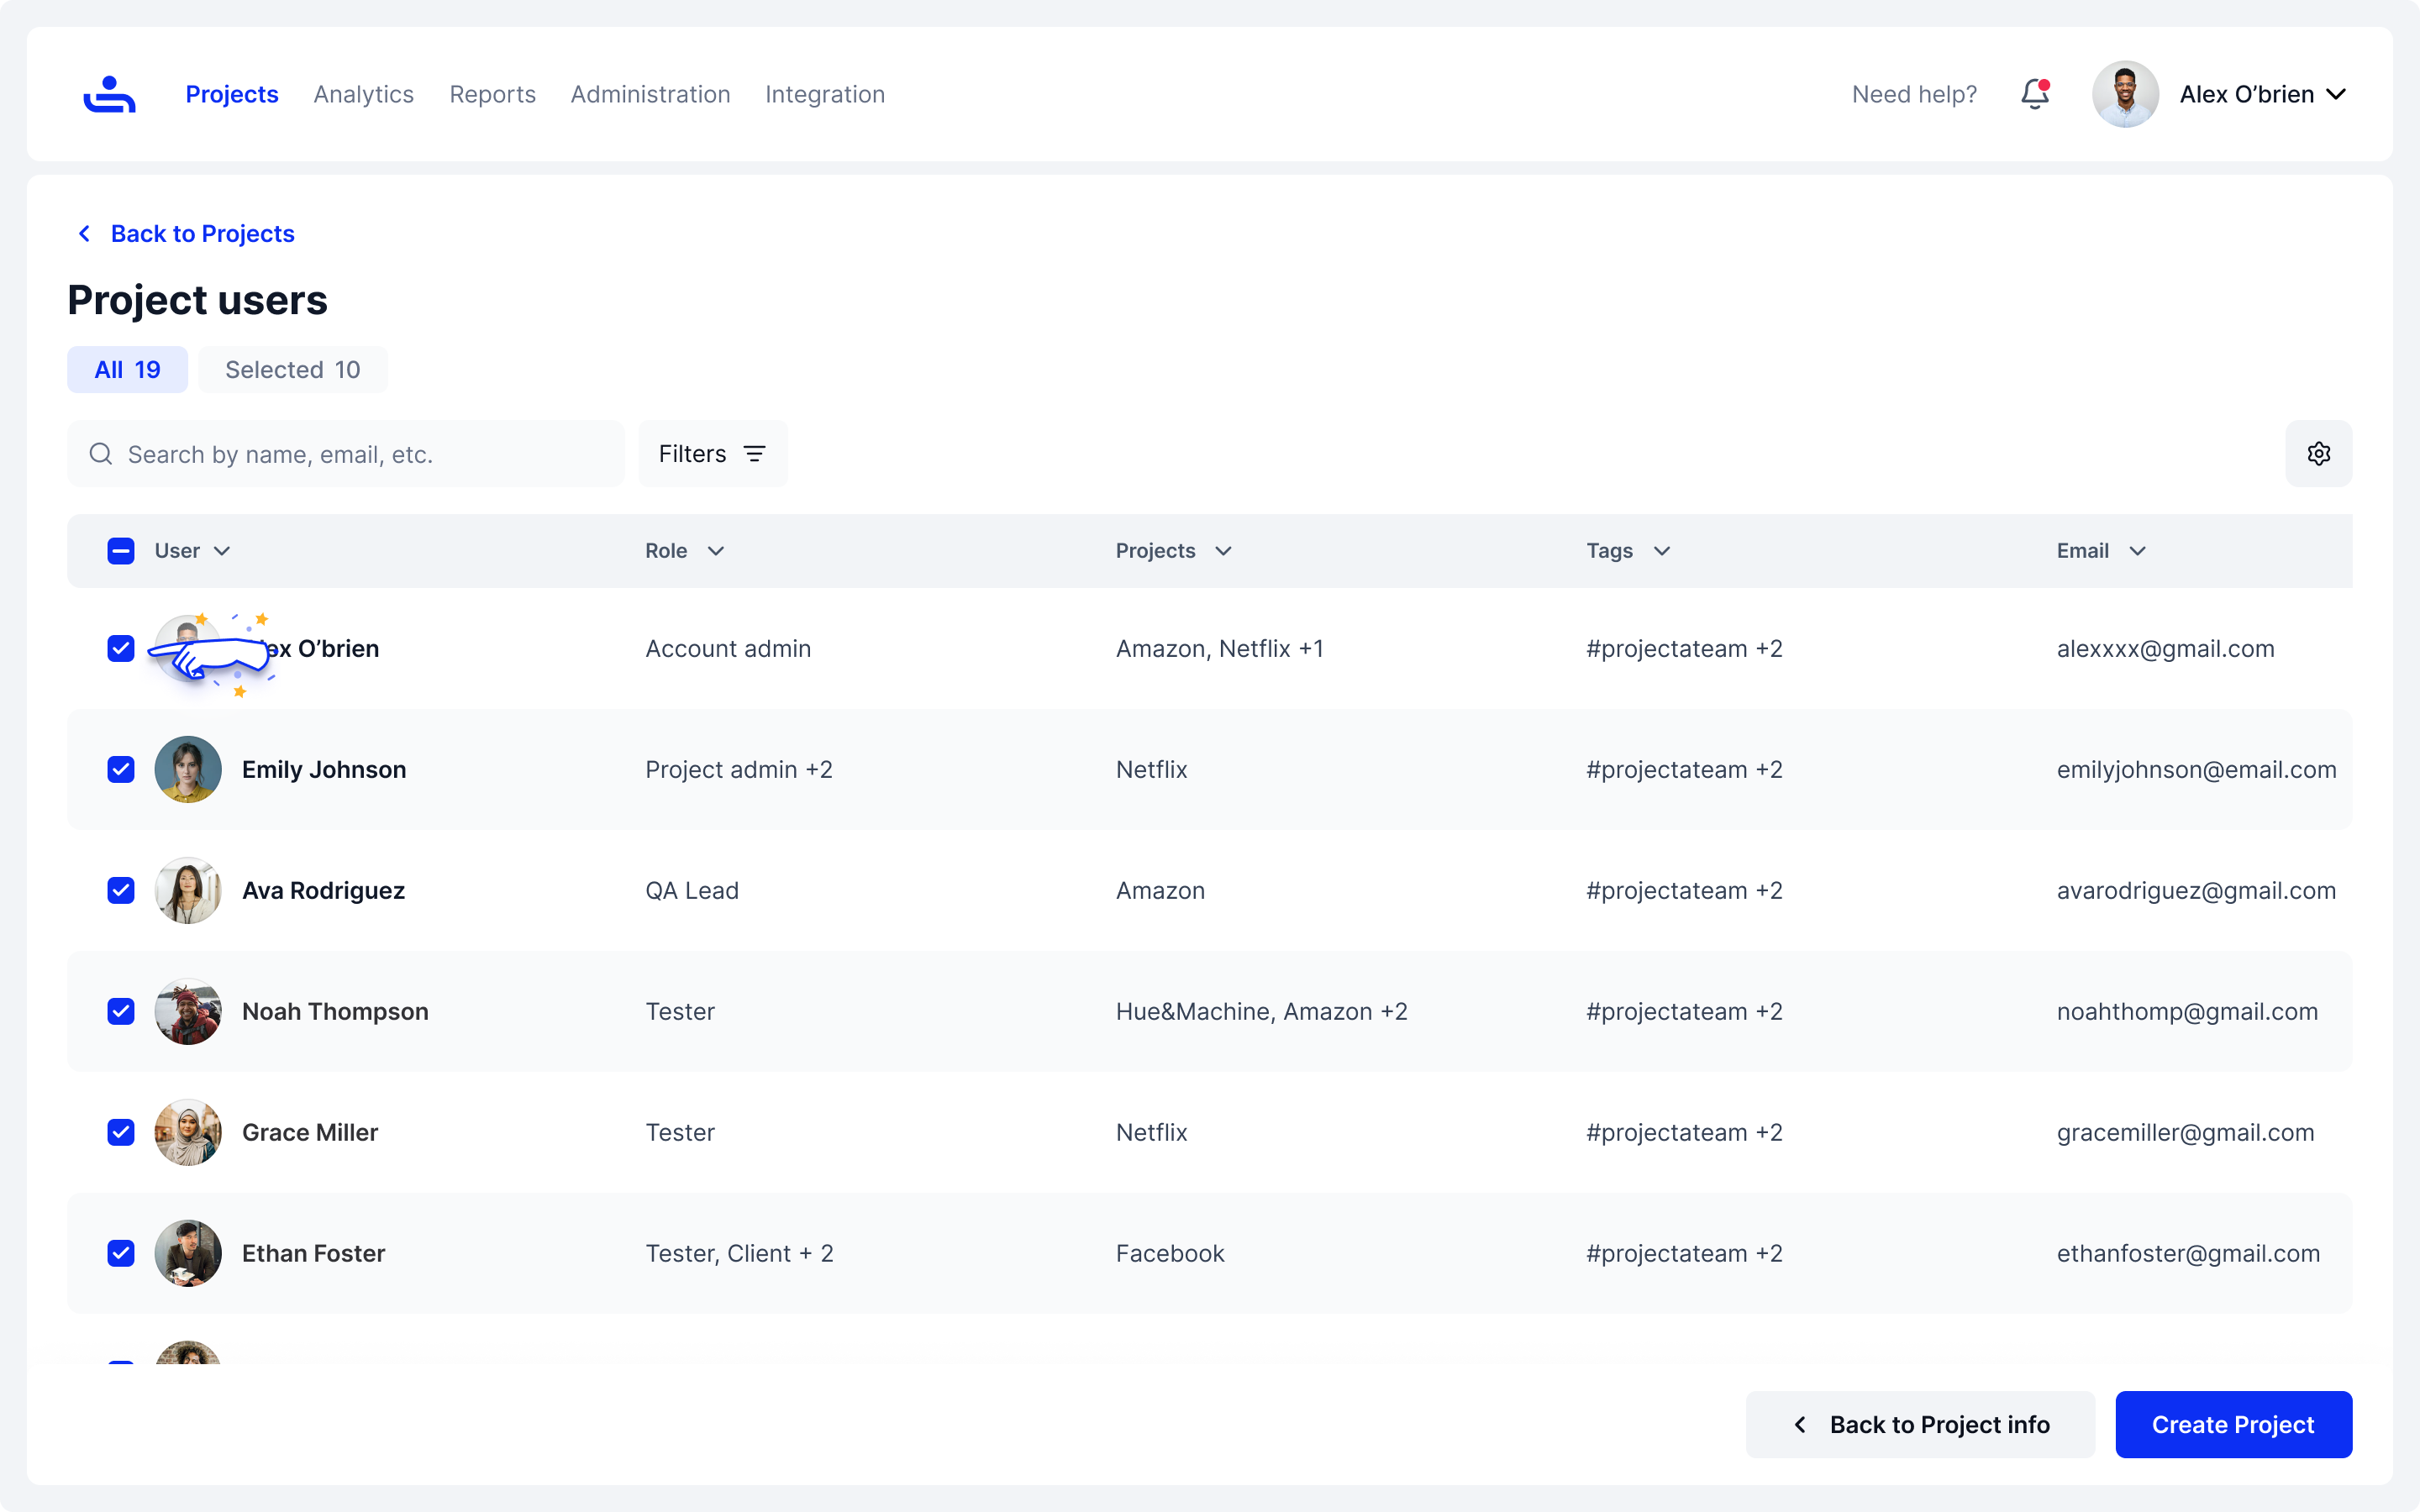 Projects Analytics Reports Administration Integration Need help? Alex O’brien
Back to Projects
Project users
All 19 Selected 10
Search by name, email, etc. Filters
User Role Projects Tags Email
ex O’brien Account admin Amazon, Netflix +1 #projectateam +2 alexxxx@gmail.com
Emily Johnson Project admin +2 Netflix #projectateam +2 emilyjohnson@email.com
Ava Rodriguez QA Lead Amazon #projectateam +2 avarodriguez@gmail.com
Noah Thompson Tester Hue&Machine, Amazon +2 #projectateam +2 noahthomp@gmail.com
Grace Miller Tester Netflix #projectateam +2 gracemiller@gmail.com
Ethan Foster Tester, Client + 2 Facebook #projectateam +2 ethanfoster@gmail.com
Back to Project info Create Project